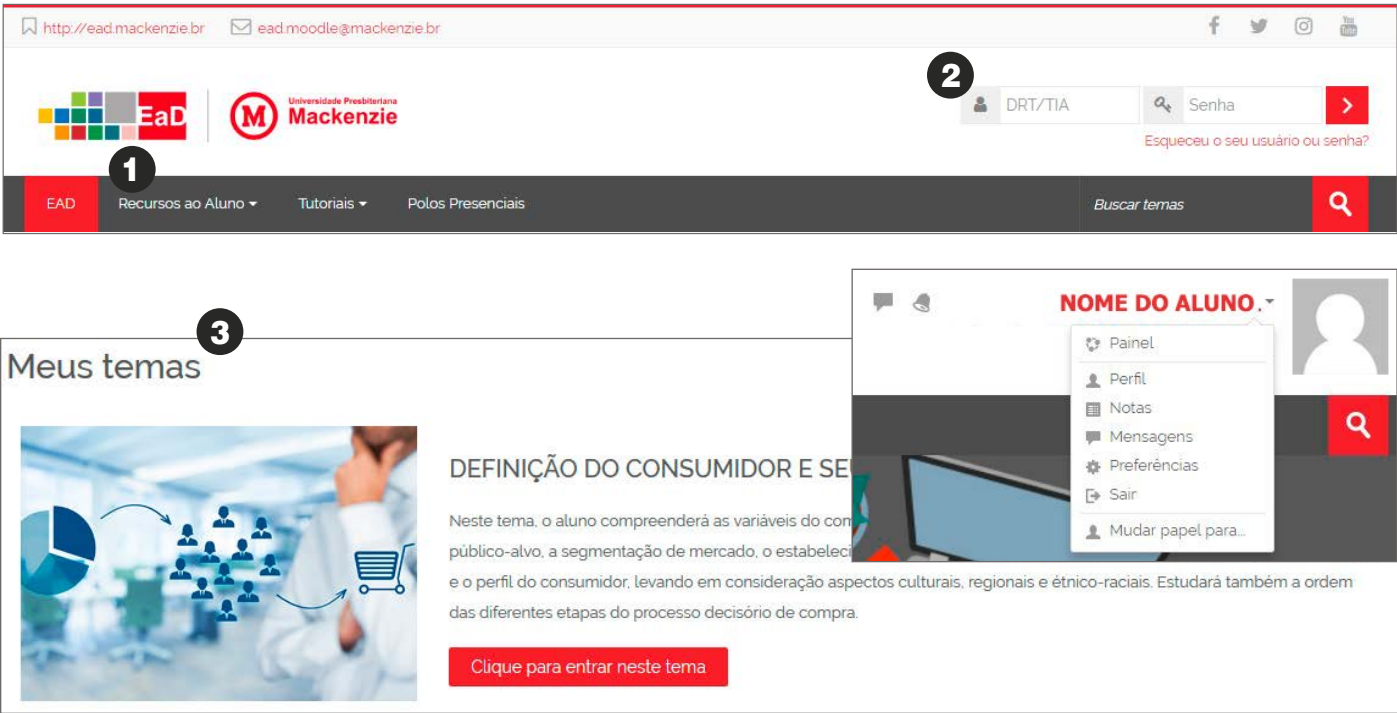 http://ead.mackenzie.br ead.moodle@mackenzie.br
You Tube
2
EaD
M
Universidade Presbiteriana
Mackenzie
DRT/TIA Senha
Esqueceu o seu usuário ou senha?
1
EAD Recursos ao Aluno Tutoriais Polos Presenciais Buscar temas
3
Meus temas
NOME DO ALUNO.
Painel
Perfil
Notas
Mensagens
Preferências
Sair
Mudar papel para...
DEFINIÇÃO DO CONSUMIDOR E
Neste tema, o aluno compreenderá as variáveis do
público-alvo, a segmentação de mercado, o
e o perfil do consumidor, levando em consideração aspectos culturais, regionais e étnico-raciais. Estudará também a ordem
das diferentes etapas do processo decisório de compra.
Clique para entrar neste tema